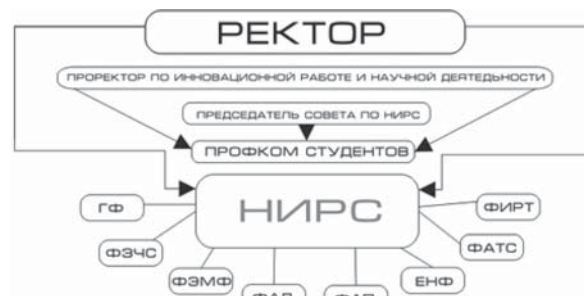 РЕКТОР
ПРОРЕКТОР ПО ИННОВАЦИОННОЙ РАБОТЕ И НАУЧНОЙ ДЕЯТЕДЬНОСТИ
ПРЕДСЕДАТЕЛЬ СОВЕТА ПО НИРС
ПРОФКОМ СТУДЕНТОВ
НИРС
ГФ
ФИРТ
ФЗЧС
ФАТС
ФЭМФ
ЕНФ